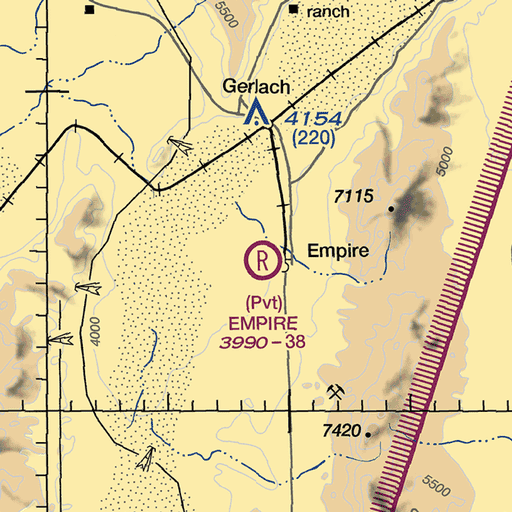 5500
ranch
Gerlach
4154
(220)
5000
7115
R
Empire
(Pvt)
EMPIRE
3990 - 38
4000
7420
5500